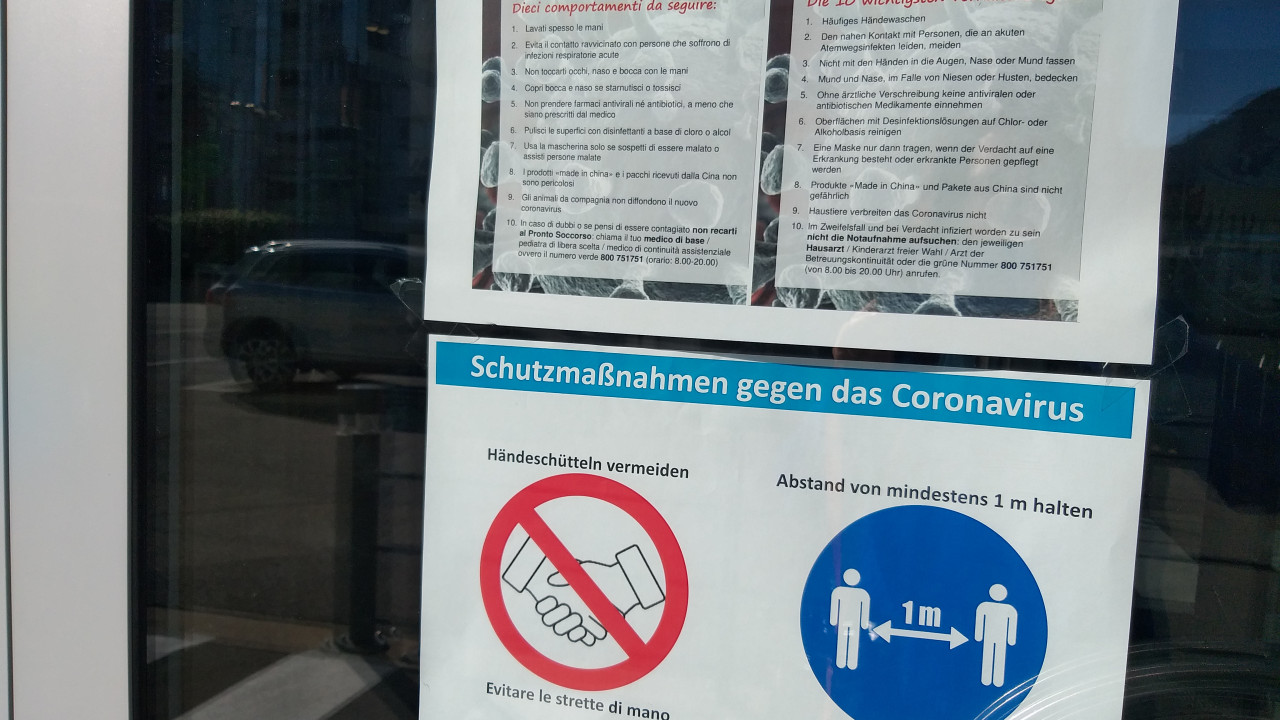 Dieci comportamenti da seguire:
1. Lavati spesso le mani
2. Evita il contatto ravvicinato con persone che soffrono di
infezioni respiratorie acute
3. Non toccarti occhi, naso e bocca con le mani
4. Copri bocca e naso se starnutisci o tossisci
5. Non prendere farmaci antivirali né antibiotici, a meno che
siano prescritti dal medico
6. Pulisci le superfici con disinfettanti a base di cloro o alcol
7. Usa la mascherina solo se sospetti di essere malato o
assisti persone malate
8. I prodotti «made in china» e i pacchi ricevuti dalla Cina non
sono pericolosi
9. Gli animali da compagnia non diffondono il nuovo
coronavirus
10. In caso di dubbi o se pensi di essere contagiato non recarti
al Pronto Soccorso: chiama il tuo medico di base /
pediatra di libera scelta / medico di continuità assistenziale
ovvero il numero verde 800 751751 (orario: 8.00-20.00)
Die 10 wichtigsten
1. Häufiges Händewaschen
2. Den nahen Kontakt mit Personen, die an akuten
Atemwegsinfekten leiden, meiden
3. Nicht mit den Händen in die Augen, Nase oder Mund fassen
4. Mund und Nase, im Falle von Niesen oder Husten, bedecken
5. Ohne ärztliche Verschreibung keine antiviralen oder
antibiotischen Medikamente einnehmen
6. Oberflächen mit Desinfektionslösungen auf Chlor- oder
Alkoholbasis reinigen
7. Eine Maske nur dann tragen, wenn der Verdacht auf eine
Erkrankung besteht oder erkrankte Personen gepflegt
werden
8. Produkte «Made in China» und Pakete aus China sind nicht
gefährlich
9. Haustiere verbreiten das Coronavirus nicht
10. Im Zweifelsfall und bei Verdacht infiziert worden zu sein
nicht die Notaufnahme aufsuchen: den jeweiligen
Hausarzt / Kinderarzt freier Wahl / Arzt der
Betreuungskontinuität oder die grüne Nummer 800 751751
(von 8.00 bis 20.00 Uhr) anrufen.
Schutzmaßnahmen gegen das Coronavirus
Händeschütteln vermeiden
Abstand von mindestens 1 m halten
1m
Evitare le strette di mano